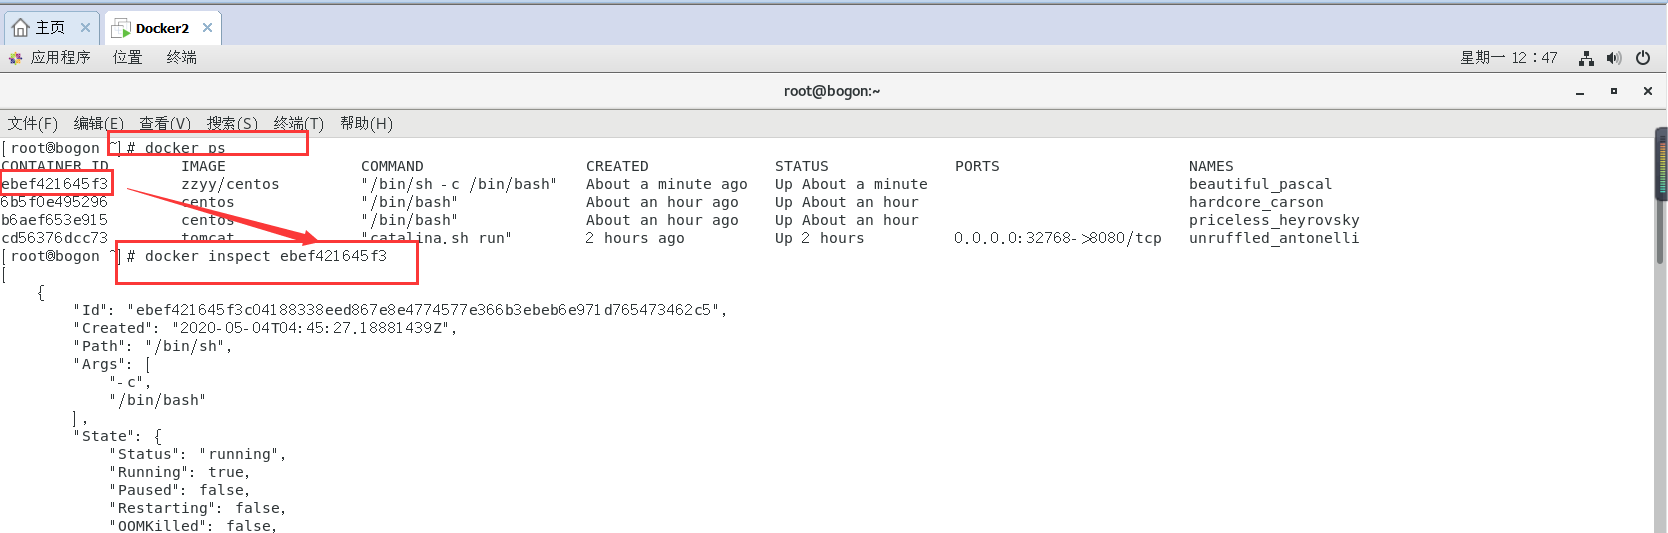 主页 Docker2
应用程序 位置 终端 星期一 12：47
root@bogon:~
文件(F) 编辑(E) 查看(V) 搜索(S) 终端(T) 帮助(H)
[root@bogon ~]# docker ps
CONTAINER ID IMAGE COMMAND CREATED STATUS PORTS NAMES
ebef421645f3 zzyy/centos "/bin/sh -c /bin/bash" About a minute ago Up About a minute beautiful_pascal
6b5f0e495296 centos "/bin/bash" About an hour ago Up About an hour hardcore_carson
b6aef653e915 centos "/bin/bash" About an hour ago Up About an hour priceless_heyrovsky
cd56376dcc73 tomcat "catalina.sh run" 2 hours ago Up 2 hours 0.0.0.0:32768->8080/tcp unruffled_antonelli
[root@bogon ~]# docker inspect ebef421645f3
[
{
"Id": "ebef421645f3c04188338eed867e8e4774577e366b3ebeb6e971d765473462c5",
"Created": "2020-05-04T04:45:27.18881439Z",
"Path": "/bin/sh",
"Args": [
"-c",
"/bin/bash"
],
"State": {
"Status": "running",
"Running": true,
"Paused": false,
"Restarting": false,
"OOMKilled": false,